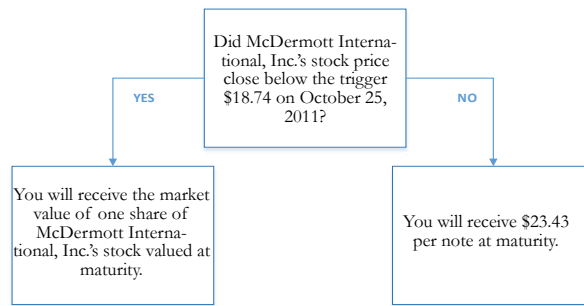 Did McDermott Interna-
tional, Inc.'s stock price
close below the trigger
$18.74 on October 25,
2011?
YES
NO
You will receive the market
value of one share of
McDermott Interna-
tional, Inc.'s stock valued at
maturity.
You will receive $23.43
per note at maturity.